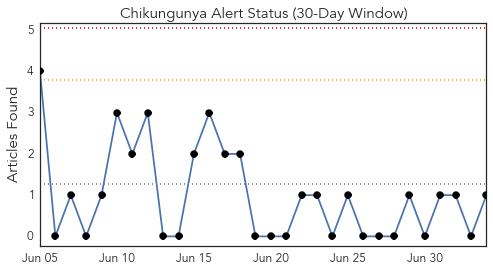 Chikungunya Alert Status (30-Day Window)
Articles Found
5
4
3
2
1
0
Jun 05
Jun 10
Jun 15
Jun 20
Jun 25
Jun 30